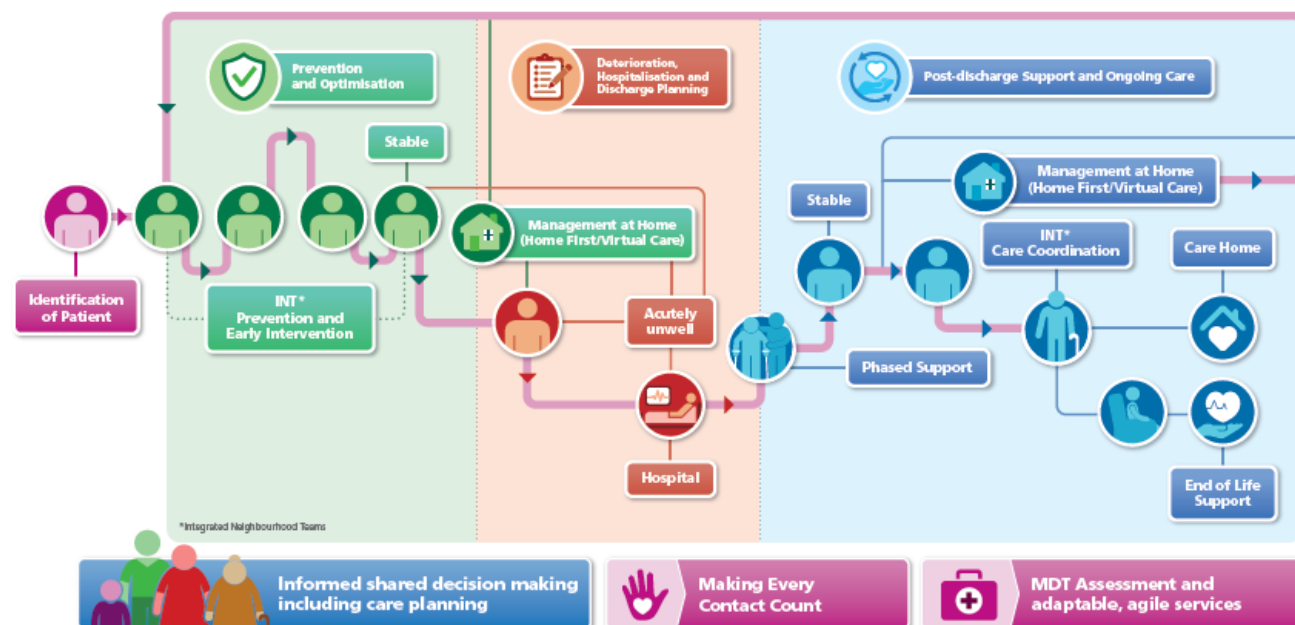 Prevention
and Optimisation
Deterioration,
Hospitalisation and
Discharge Planning
Post-discharge Support and Ongoing Care
Stable
Management at Home
(Home First/Virtual Care)
Stable
Management at Home
(Home First/Virtual Care)
INT*
Care Coordination
Care Home
Identification
of Patient
INT*
Prevention and
Early Intervention
Acutely
unwell
Phased Support
Hospital
End of Life
Support
*Integrated Neighbourhood Teams
Informed shared decision making
including care planning
Making Every
Contact Count
MDT Assessment and
adaptable, agile services